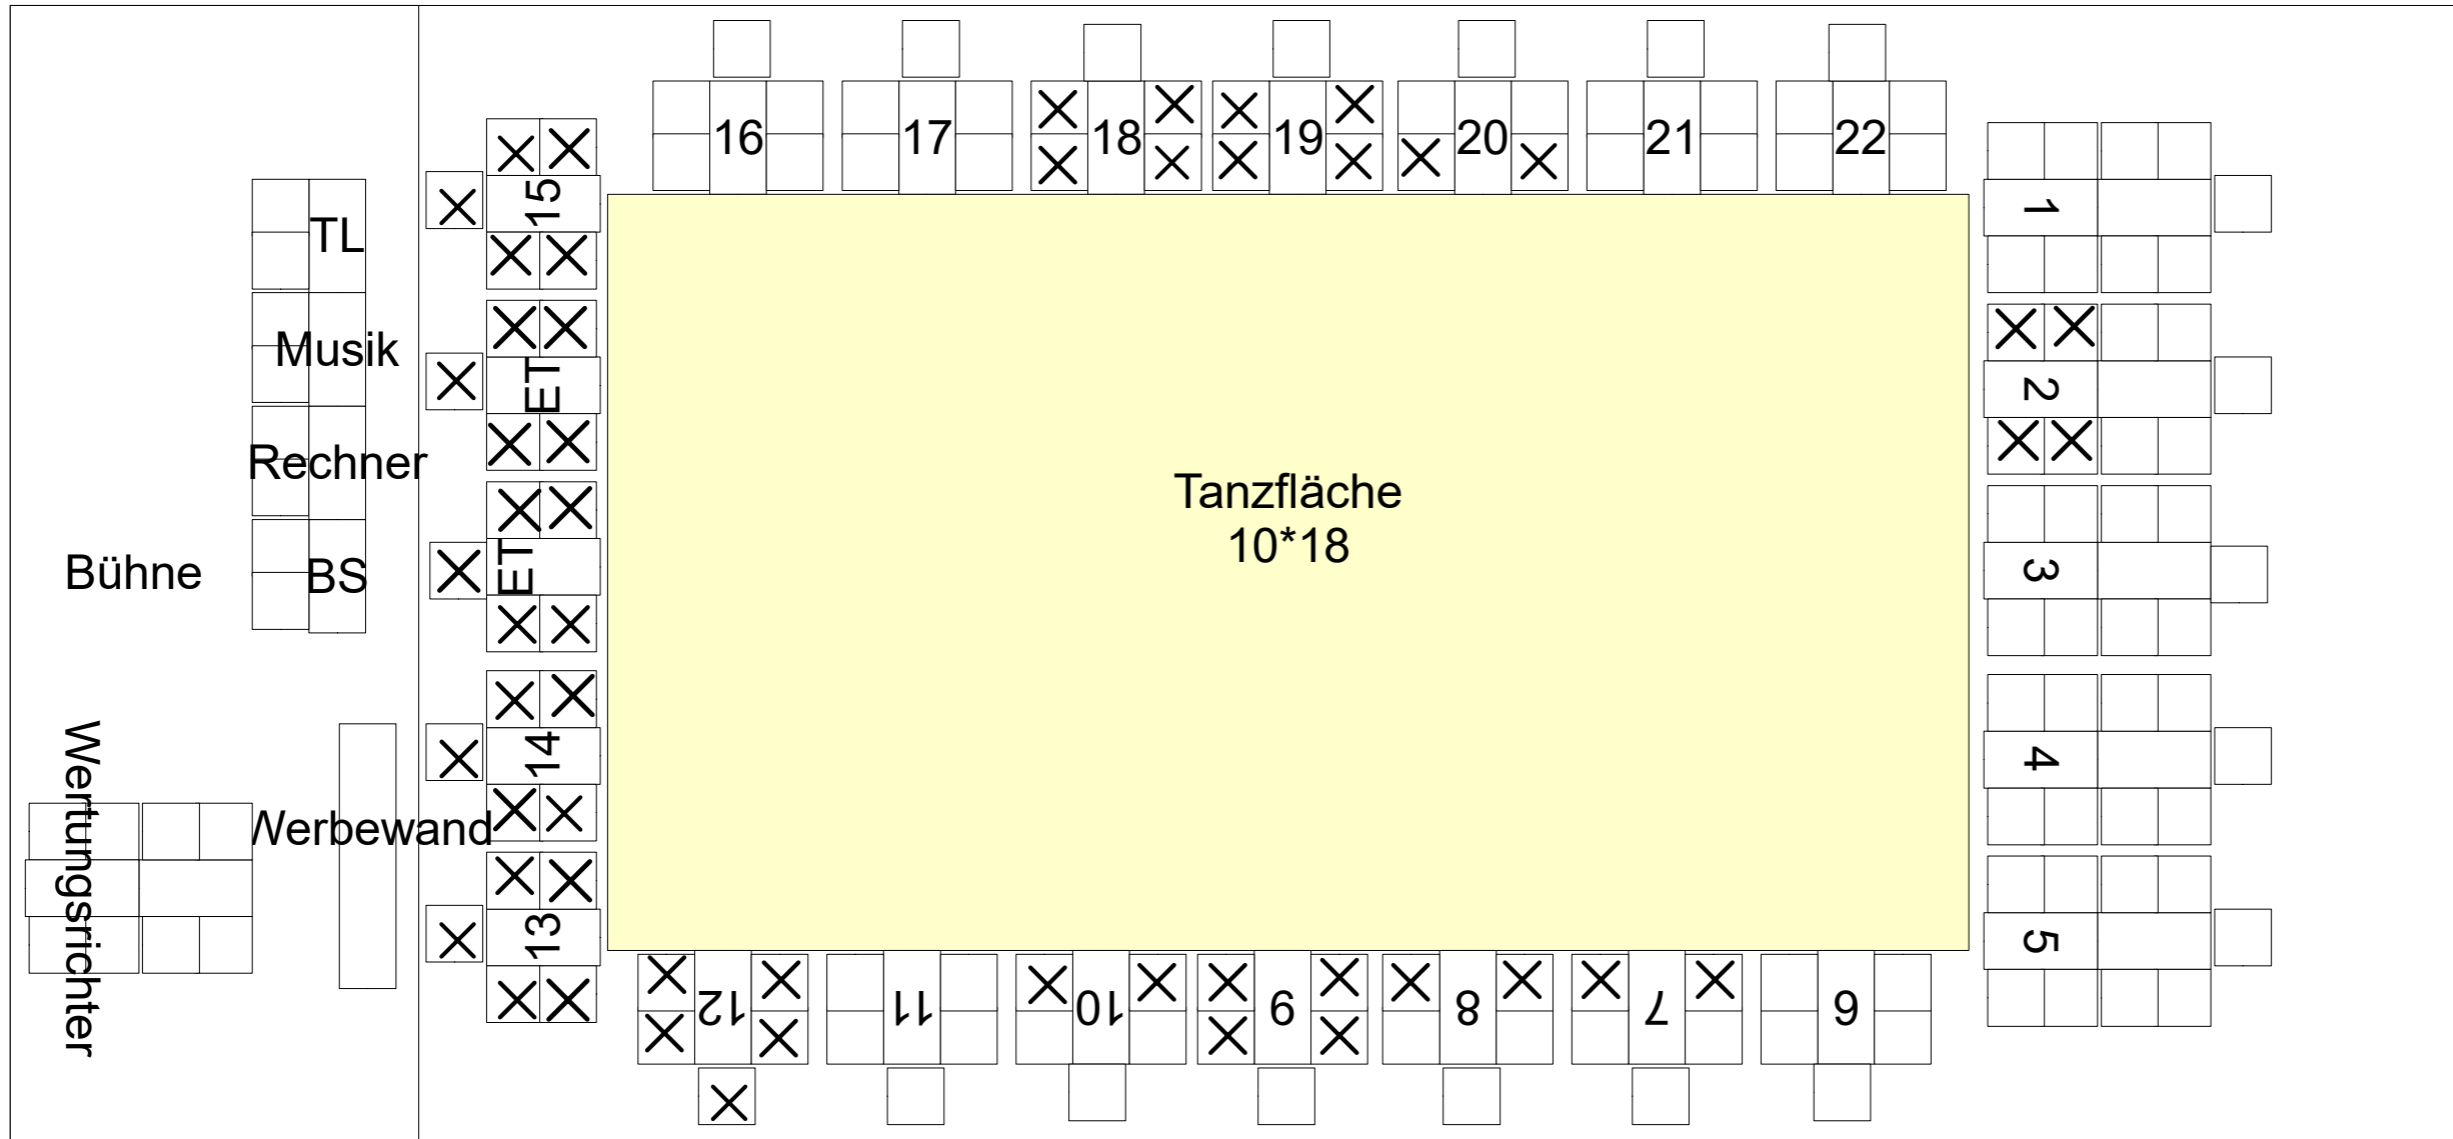 16
17
18
19
20
21
22
15
TL
Musik
ET
Rechner
ET
BS
Bühne
14
Werbewand
Wertungsrichter
13
Tanzfläche
10*18
1
2
3
4
5
12
11
10
9
8
7
6